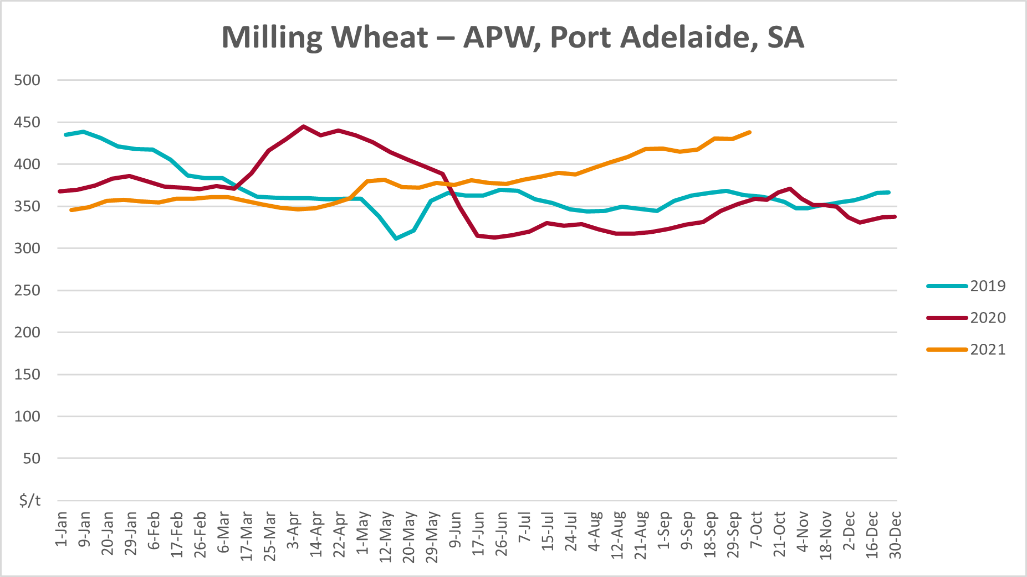 Milling Wheat – APW, Port Adelaide, SA
500
450
400
350
300
250
200
150
100
50
$/t
1-Jan
9-Jan
20-Jan
29-Jan
6-Feb
17-Feb
26-Feb
6-Mar
17-Mar
25-Mar
3-Apr
14-Apr
22-Apr
1-May
12-May
20-May
29-May
9-Jun
17-Jun
26-Jun
7-Jul
15-Jul
24-Jul
4-Aug
12-Aug
21-Aug
1-Sep
9-Sep
18-Sep
29-Sep
7-Oct
21-Oct
4-Nov
18-Nov
2-Dec
16-Dec
30-Dec
2019
2020
2021